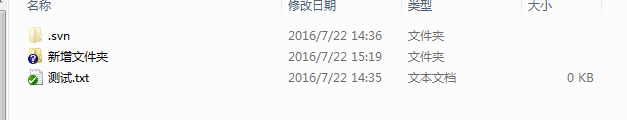 名称 修改日期 类型 大小
.svn 2016/7/22 14:36 文件夹
新增文件夹 2016/7/22 15:19 文件夹
测试.txt 2016/7/22 14:35 文本文档 0 KB